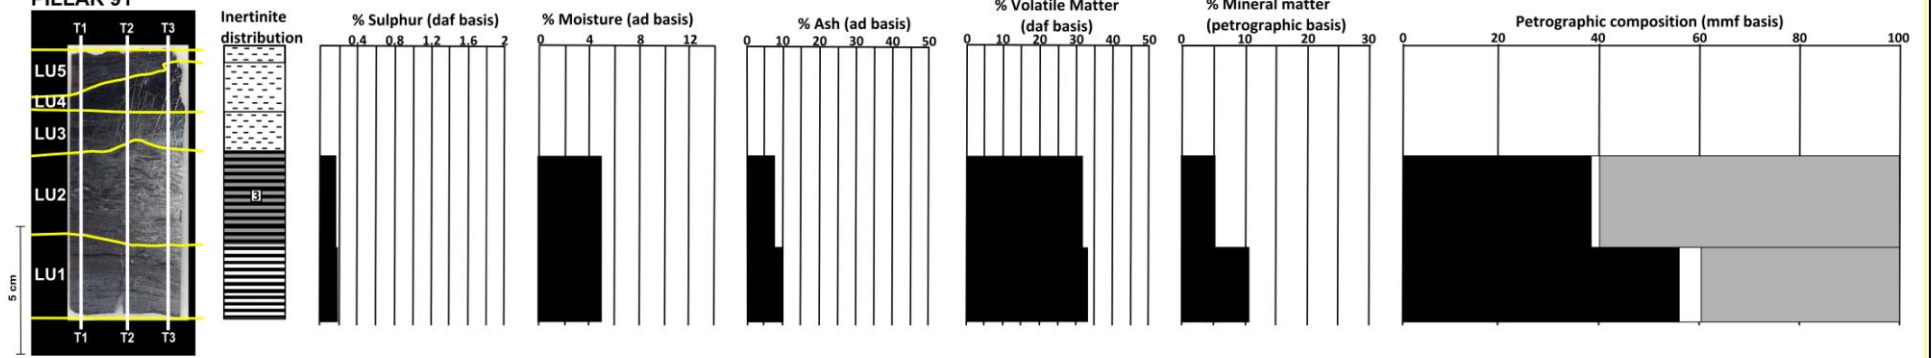 PILLAR 91
T1 T2 T3
LU5
LU4
LU3
LU2
LU1
T1 T2 T3
5 cm
Inertinite
distribution
3
% Sulphur (daf basis)
0.4 0.8 1.2 1.6 2
% Moisture (ad basis)
0 4 8 12
% Ash (ad basis)
0 10 20 30 40 50
% Volatile Matter
(daf basis)
0 10 20 30 40 50
% Mineral matter
(petrographic basis)
0 10 20 30
Petrographic composition (mmf basis)
0 20 40 60 80 100